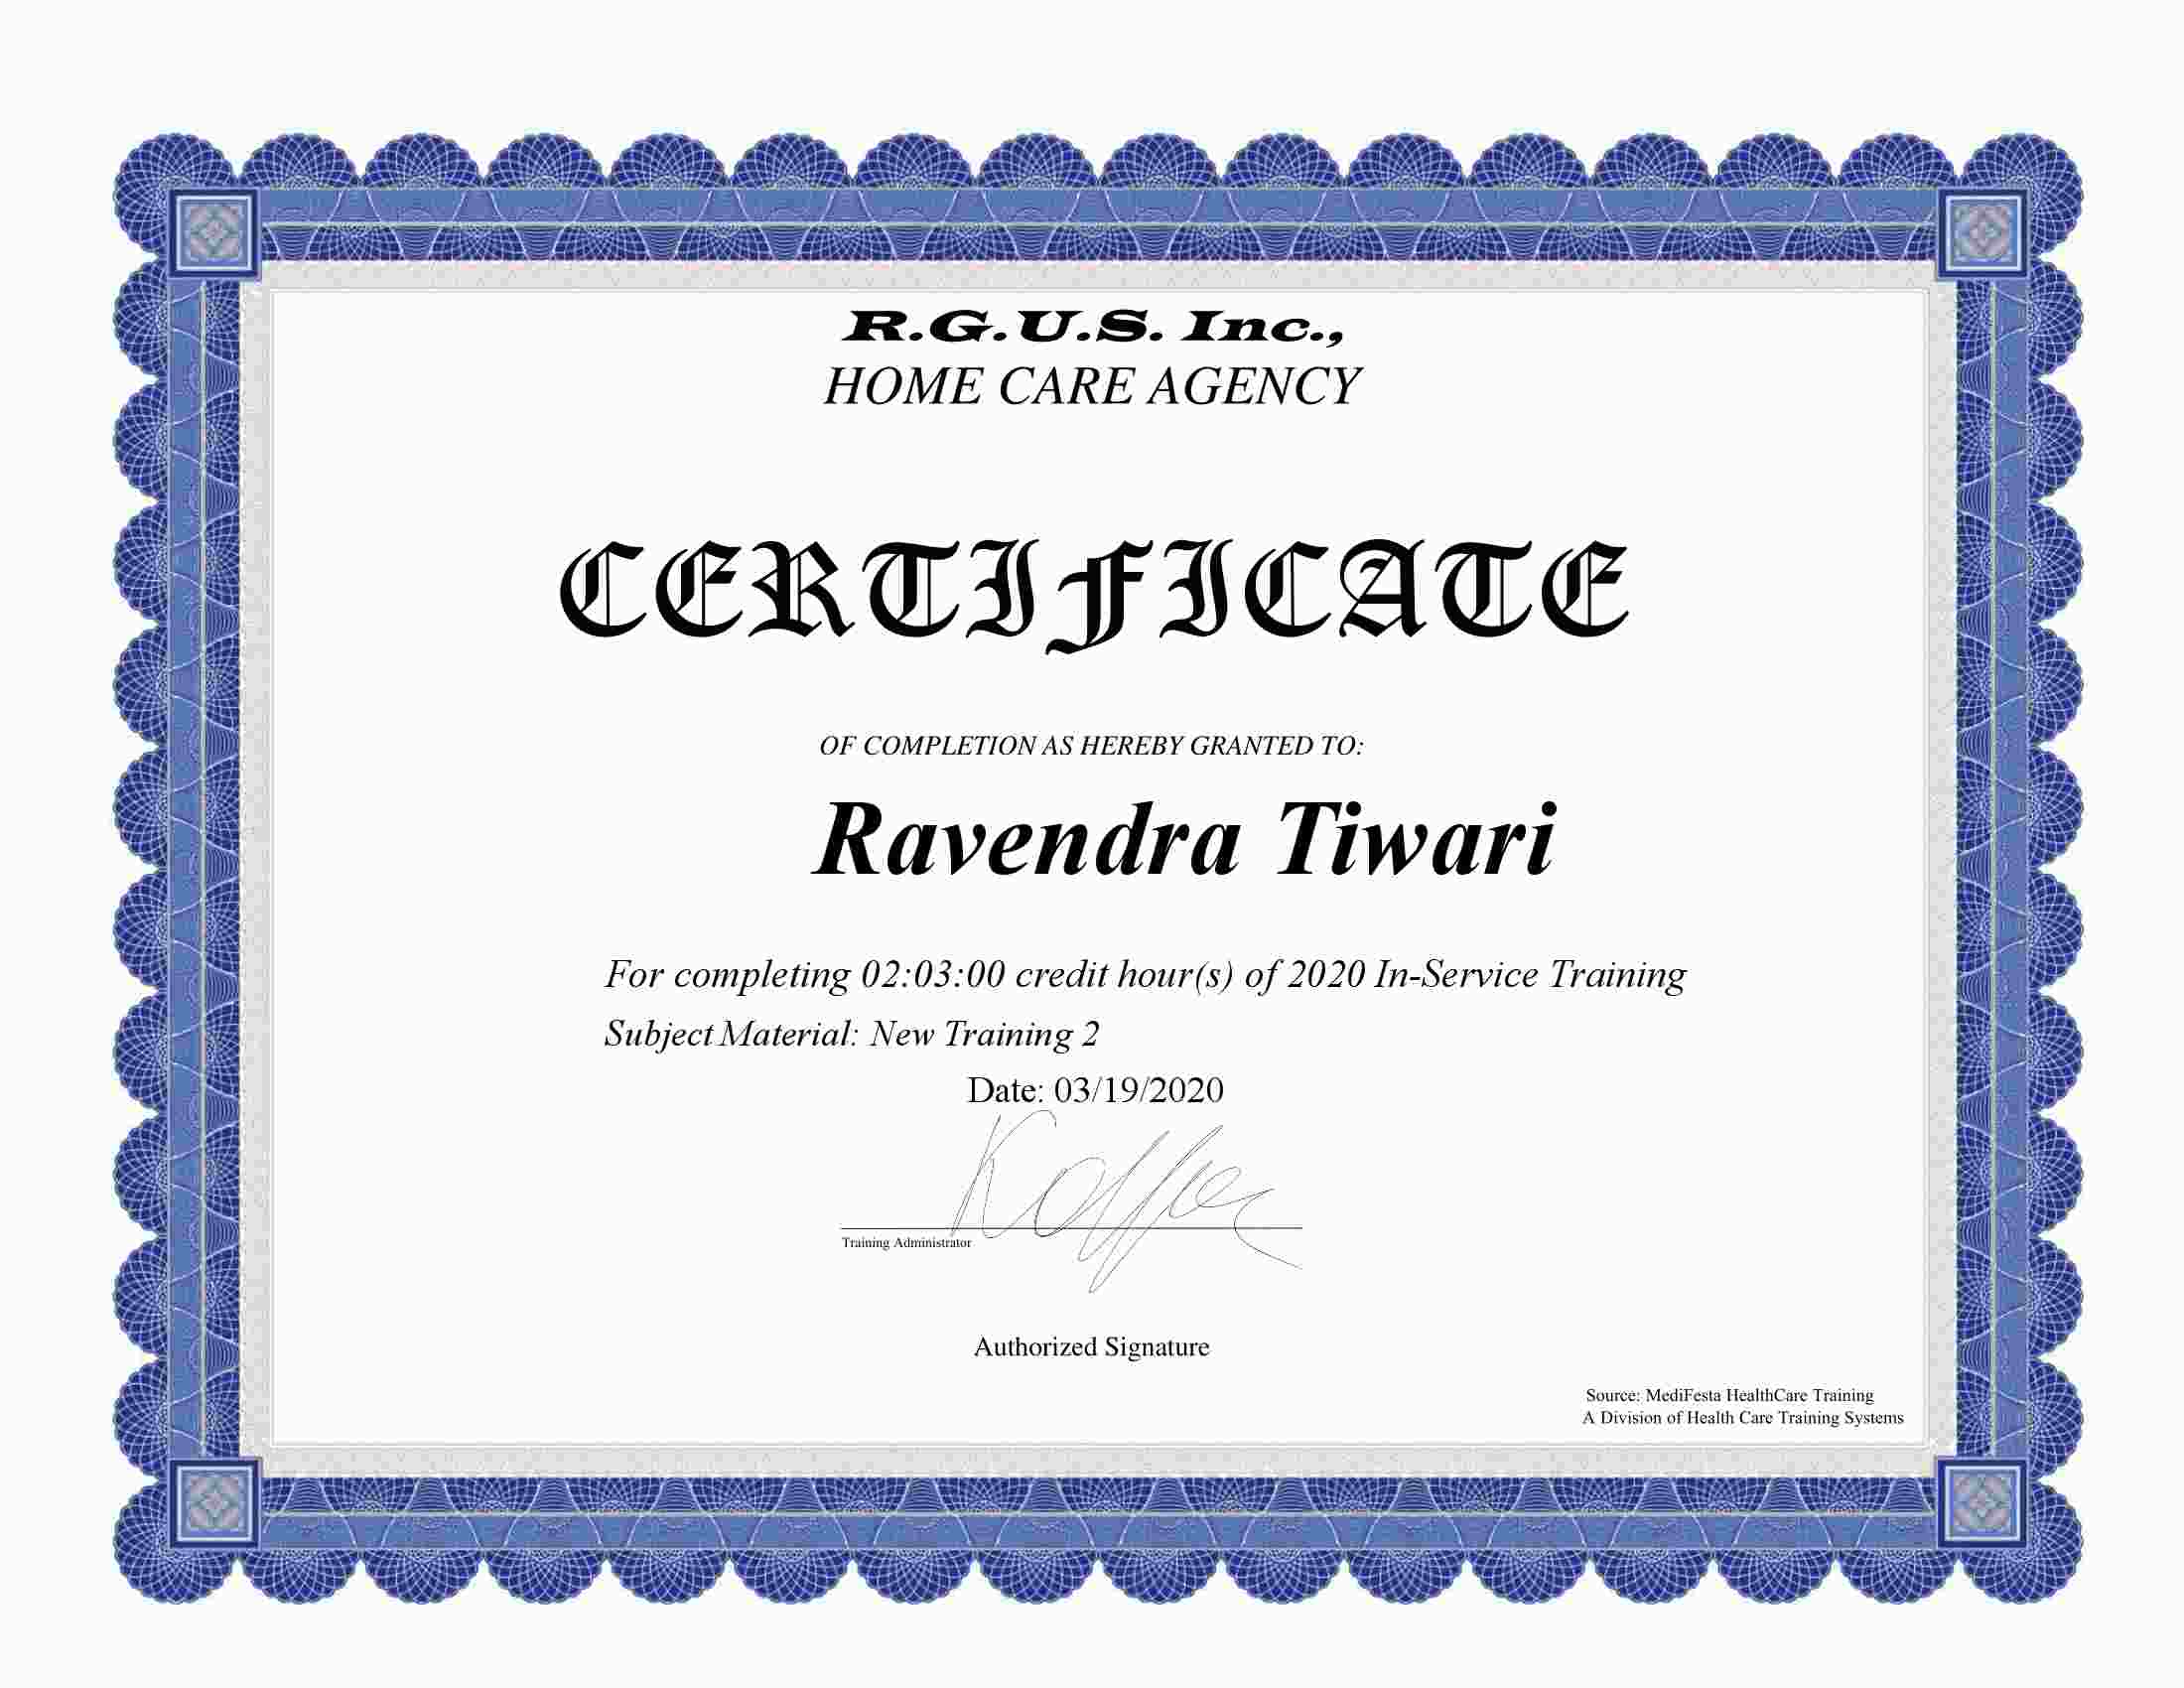 R.G.U.S. Inc.,
HOME CARE AGENCY
CERTIFICATE
OF COMPLETION AS HEREBY GRANTED TO:
Ravendra Tiwari
For completing 02:03:00 credit hour(s) of 2020 In-Service Training
Subject Material: New Training 2
Date: 03/19/2020
Training Administrator
Authorized Signature
Source: MediFesta HealthCare Training
A Division of Health Care Training Systems